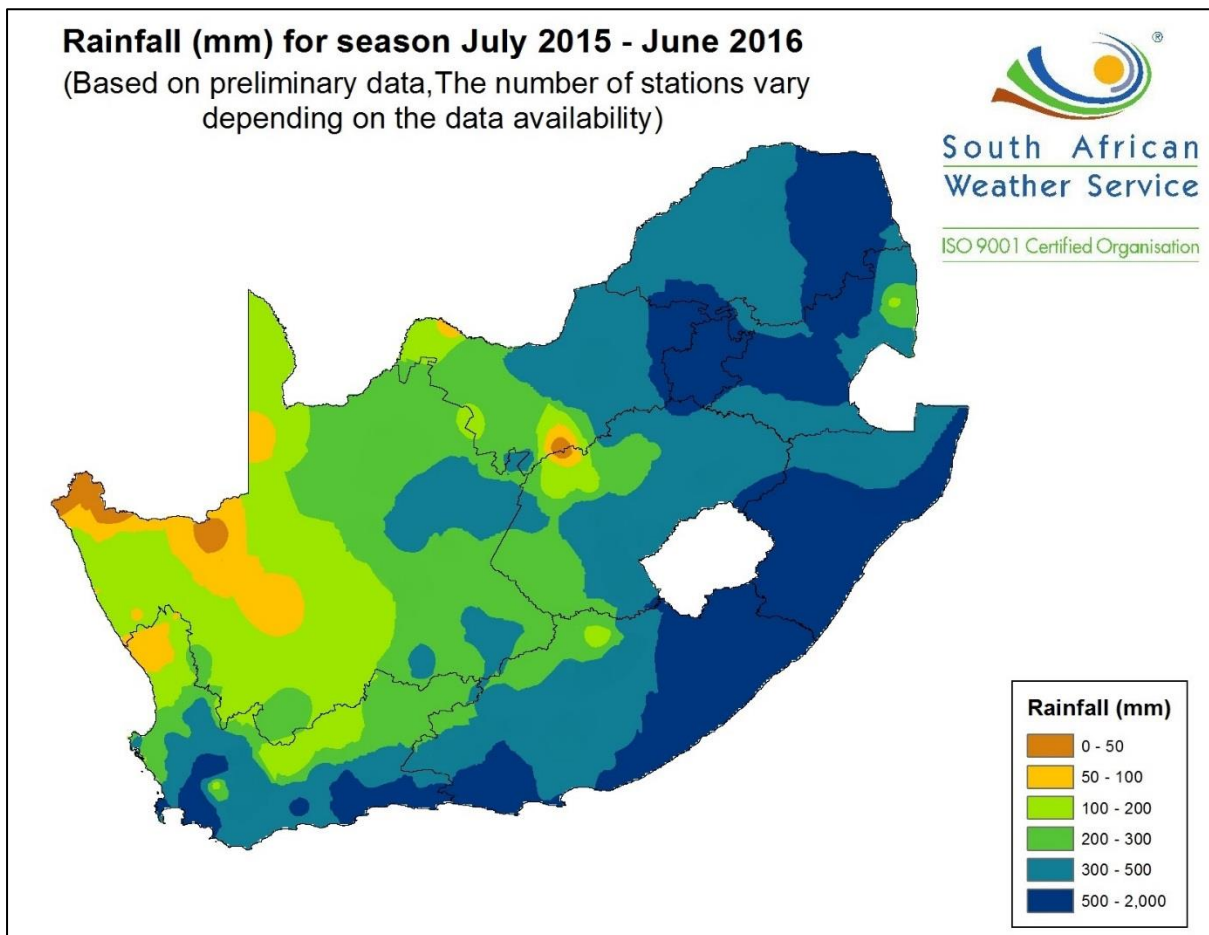 Rainfall (mm) for season July 2015 - June 2016
(Based on preliminary data,The number of stations vary
depending on the data availability)
®
South African
Weather Service
ISO 9001 Certified Organisation
Rainfall (mm)
0 - 50
50 - 100
100 - 200
200 - 300
300 - 500
500 - 2,000